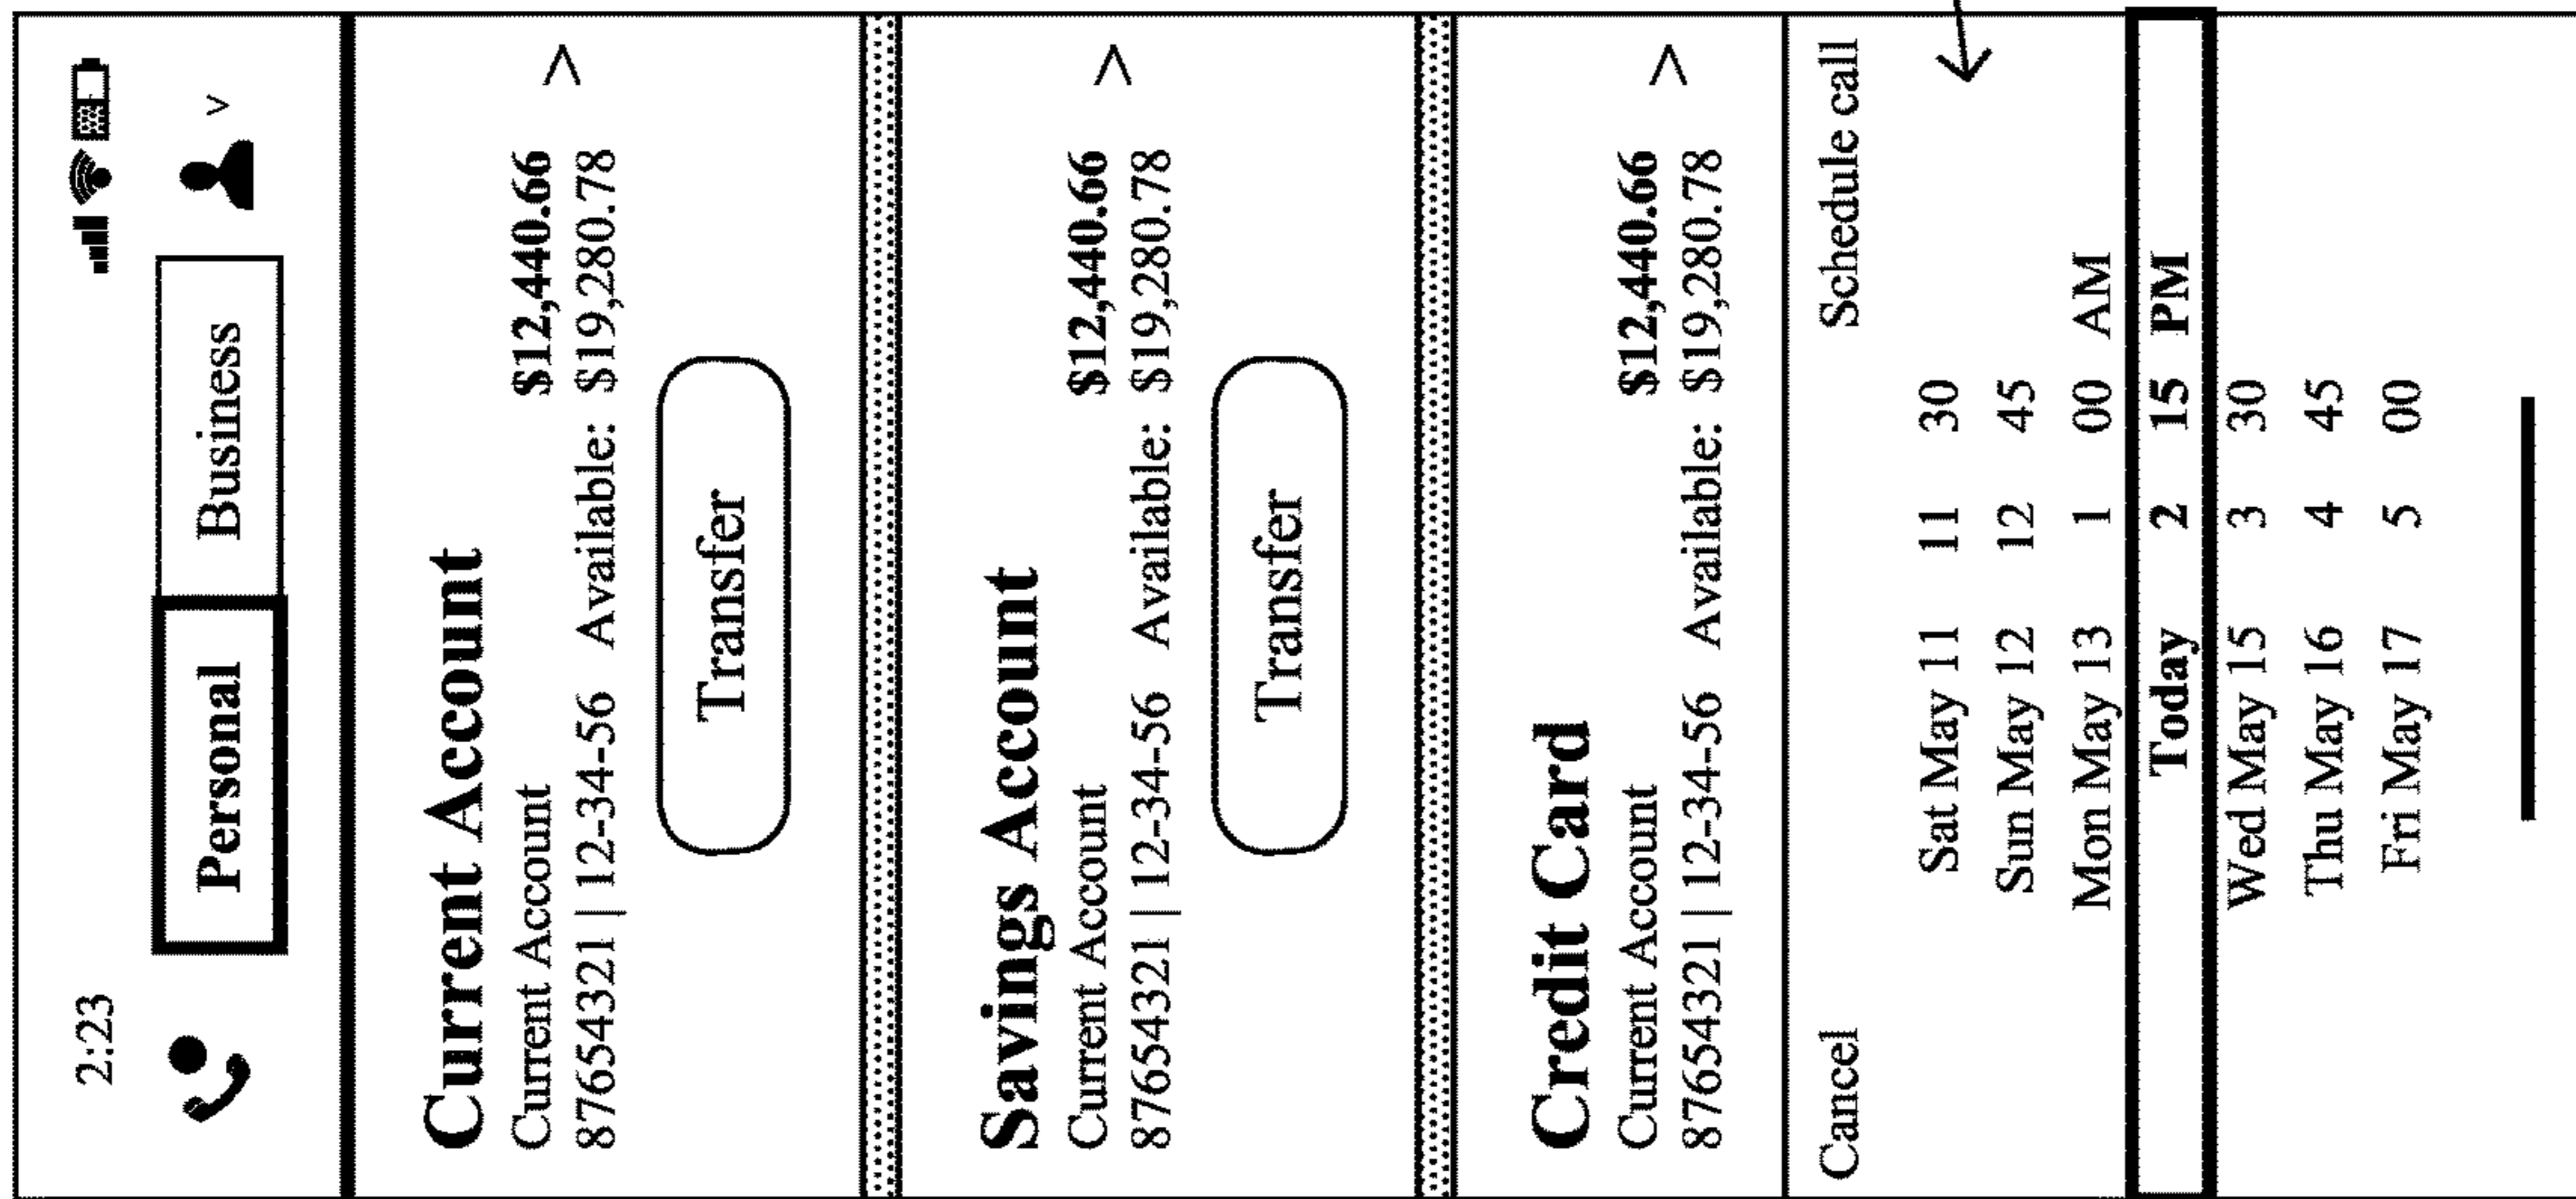 2:23
Personal Business
Current Account
Current Account $12,440.66 >
87654321 | 12-34-56 Available: $19,280.78
Transfer
Savings Account
Current Account $12,440.66 >
87654321 | 12-34-56 Available: $19,280.78
Transfer
Credit Card
Current Account $12,440.66 >
87654321 | 12-34-56 Available: $19,280.78
Cancel Schedule call
Sat May 11 11 30
Sun May 12 12 45
Mon May 13 1 00 AM
Today 2 15 PM
Wed May 15 3 30
Thu May 16 4 45
Fri May 17 5 00